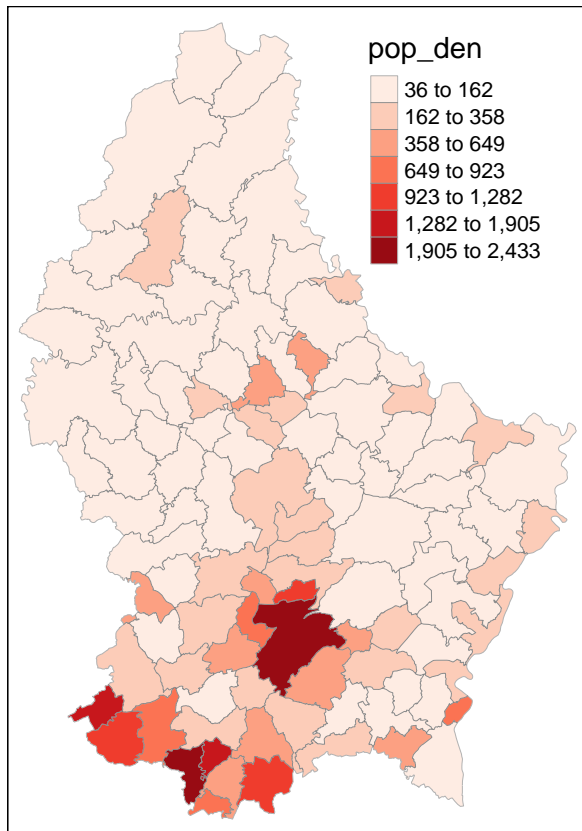 pop_den
36 to 162
162 to 358
358 to 649
649 to 923
923 to 1,282
1,282 to 1,905
1,905 to 2,433